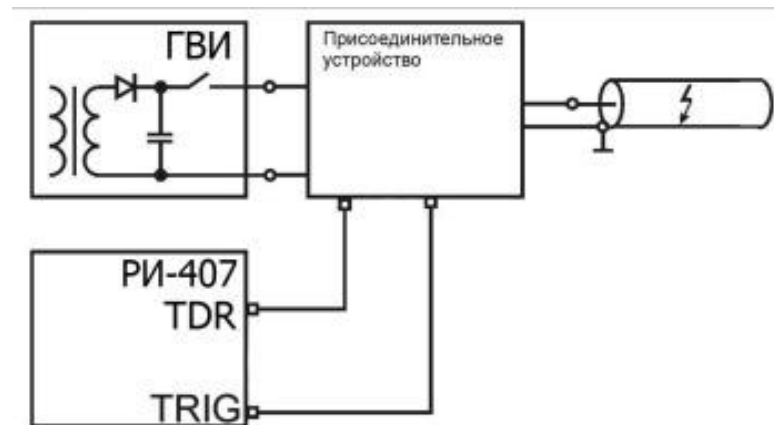 ГВИ
Присоединительное
устройство
РИ-407
TDR
TRIG